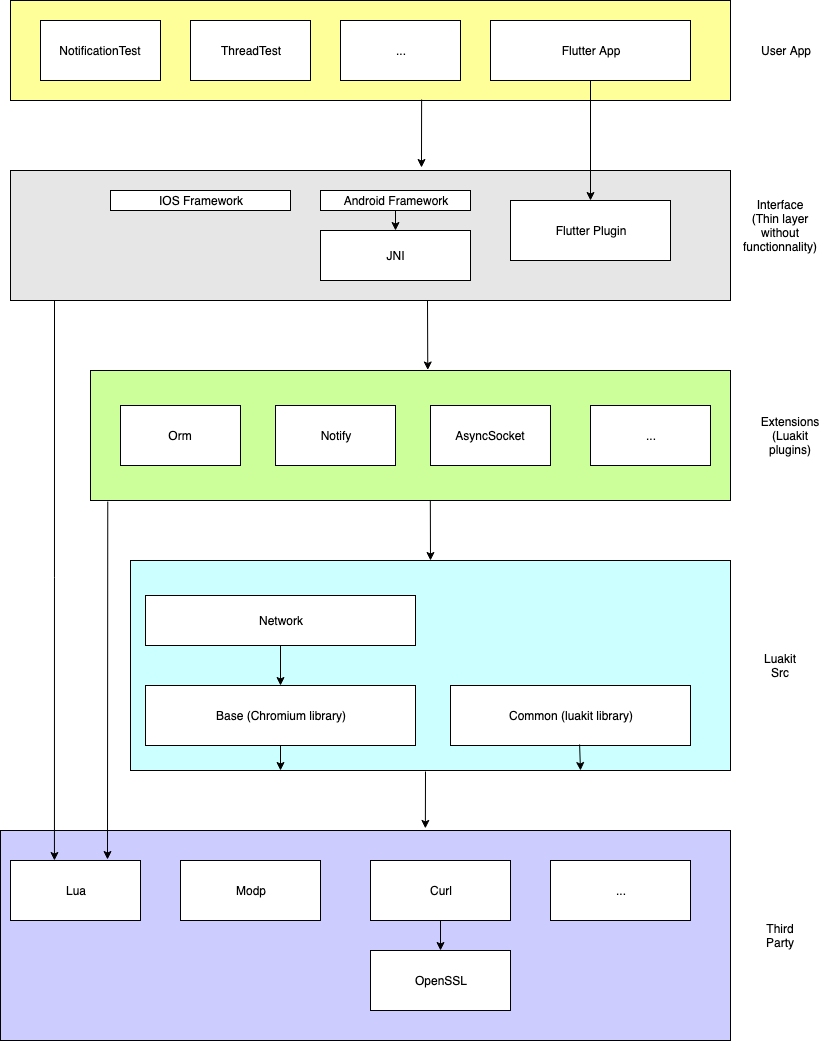 NotificationTest
ThreadTest
...
Flutter App
User App
IOS Framework
Android Framework
JNI
Flutter Plugin
Interface
(Thin layer
without
functionnality)
Orm
Notify
AsyncSocket
...
Extensions
(Luakit
plugins)
Network
Base (Chromium library)
Common (luakit library)
Luakit
Src
Lua
Modp
Curl
...
OpenSSL
Third
Party